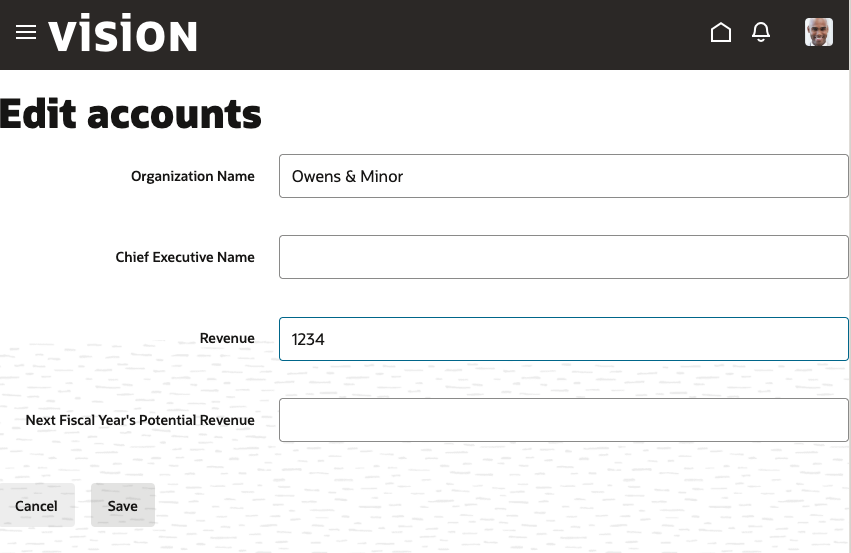 vision
Edit accounts
Organization Name
Owens & Minor
Chief Executive Name
Revenue
1234
Next Fiscal Year's Potential Revenue
Cancel
Save